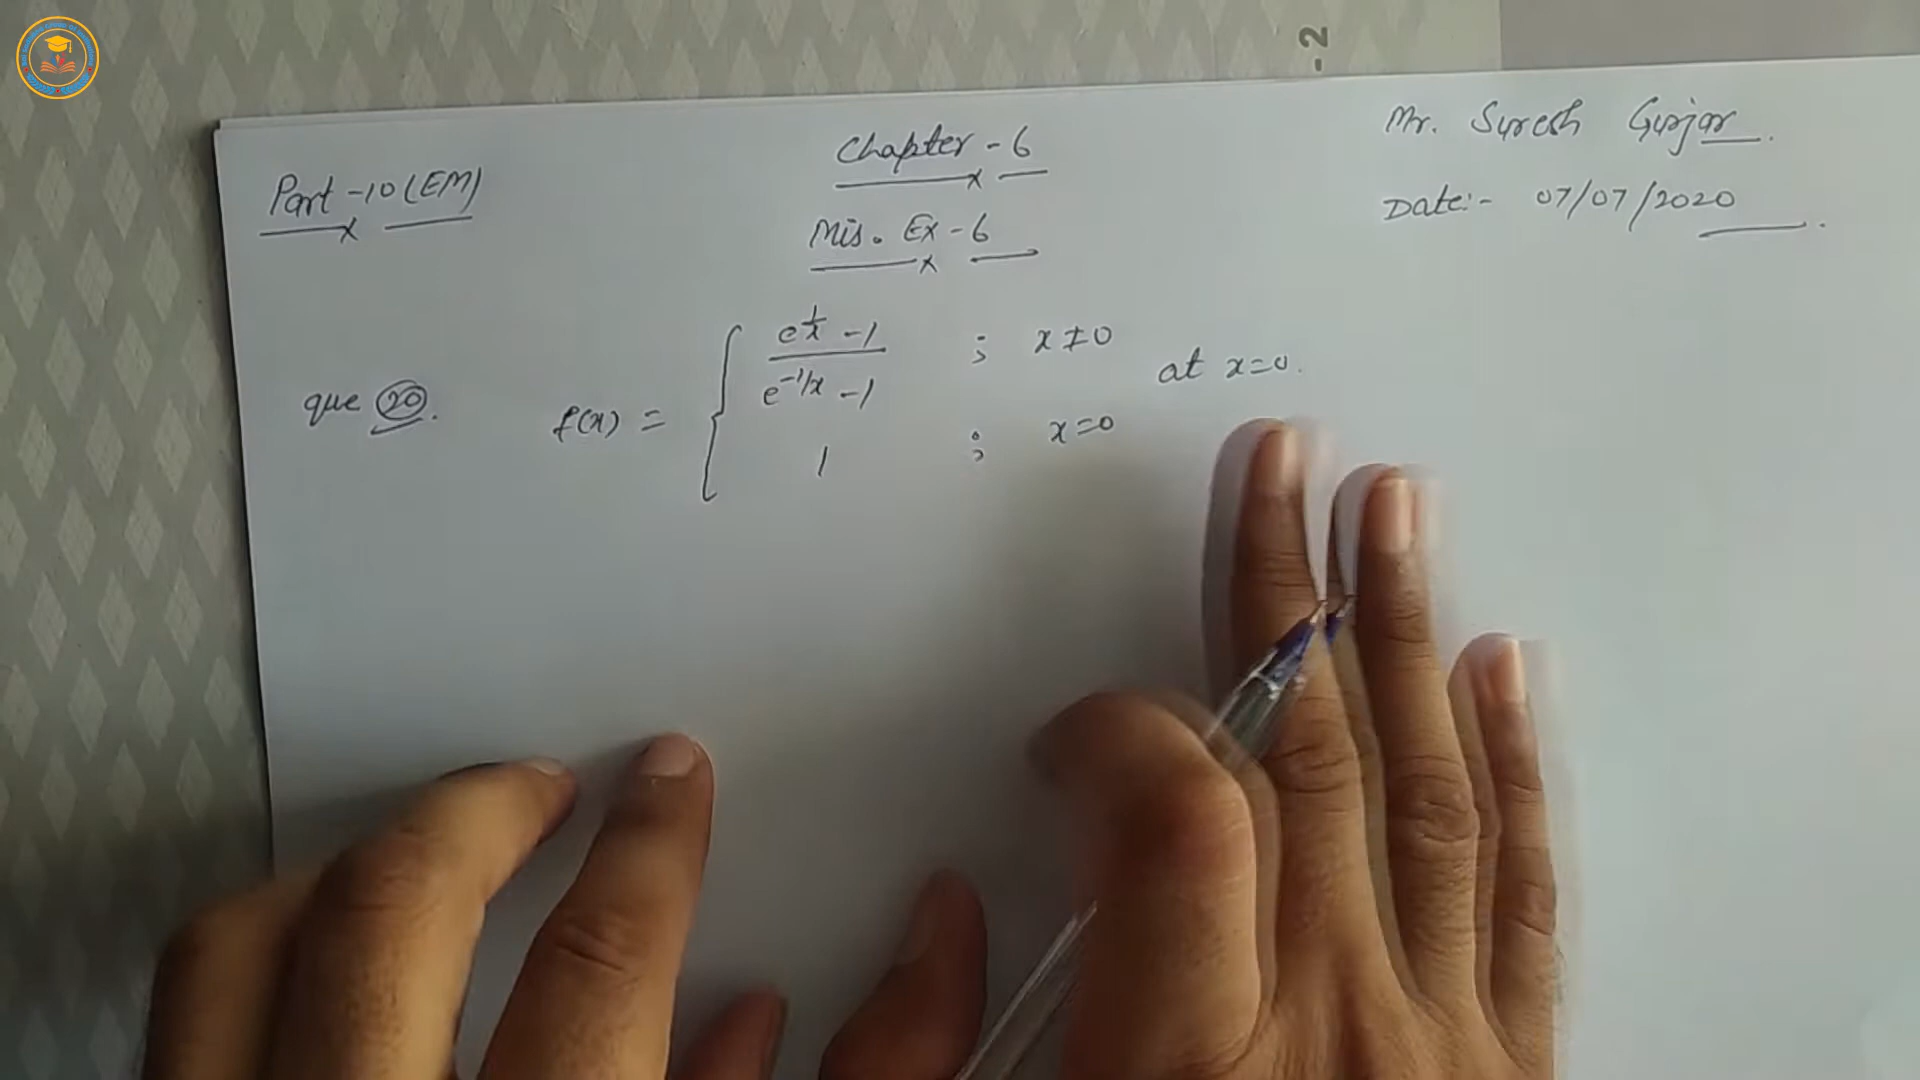 - 2
Part -10 (EM)
Chapter - 6
Mr. Suresh Gurjar.
Mis. Ex - 6
Date:- 07/07/2020.
que 20. f(x) = { (e^(1/x) - 1)/(e^(-1/x) - 1) ; x ≠ 0
1 ; x = 0
at x=0.